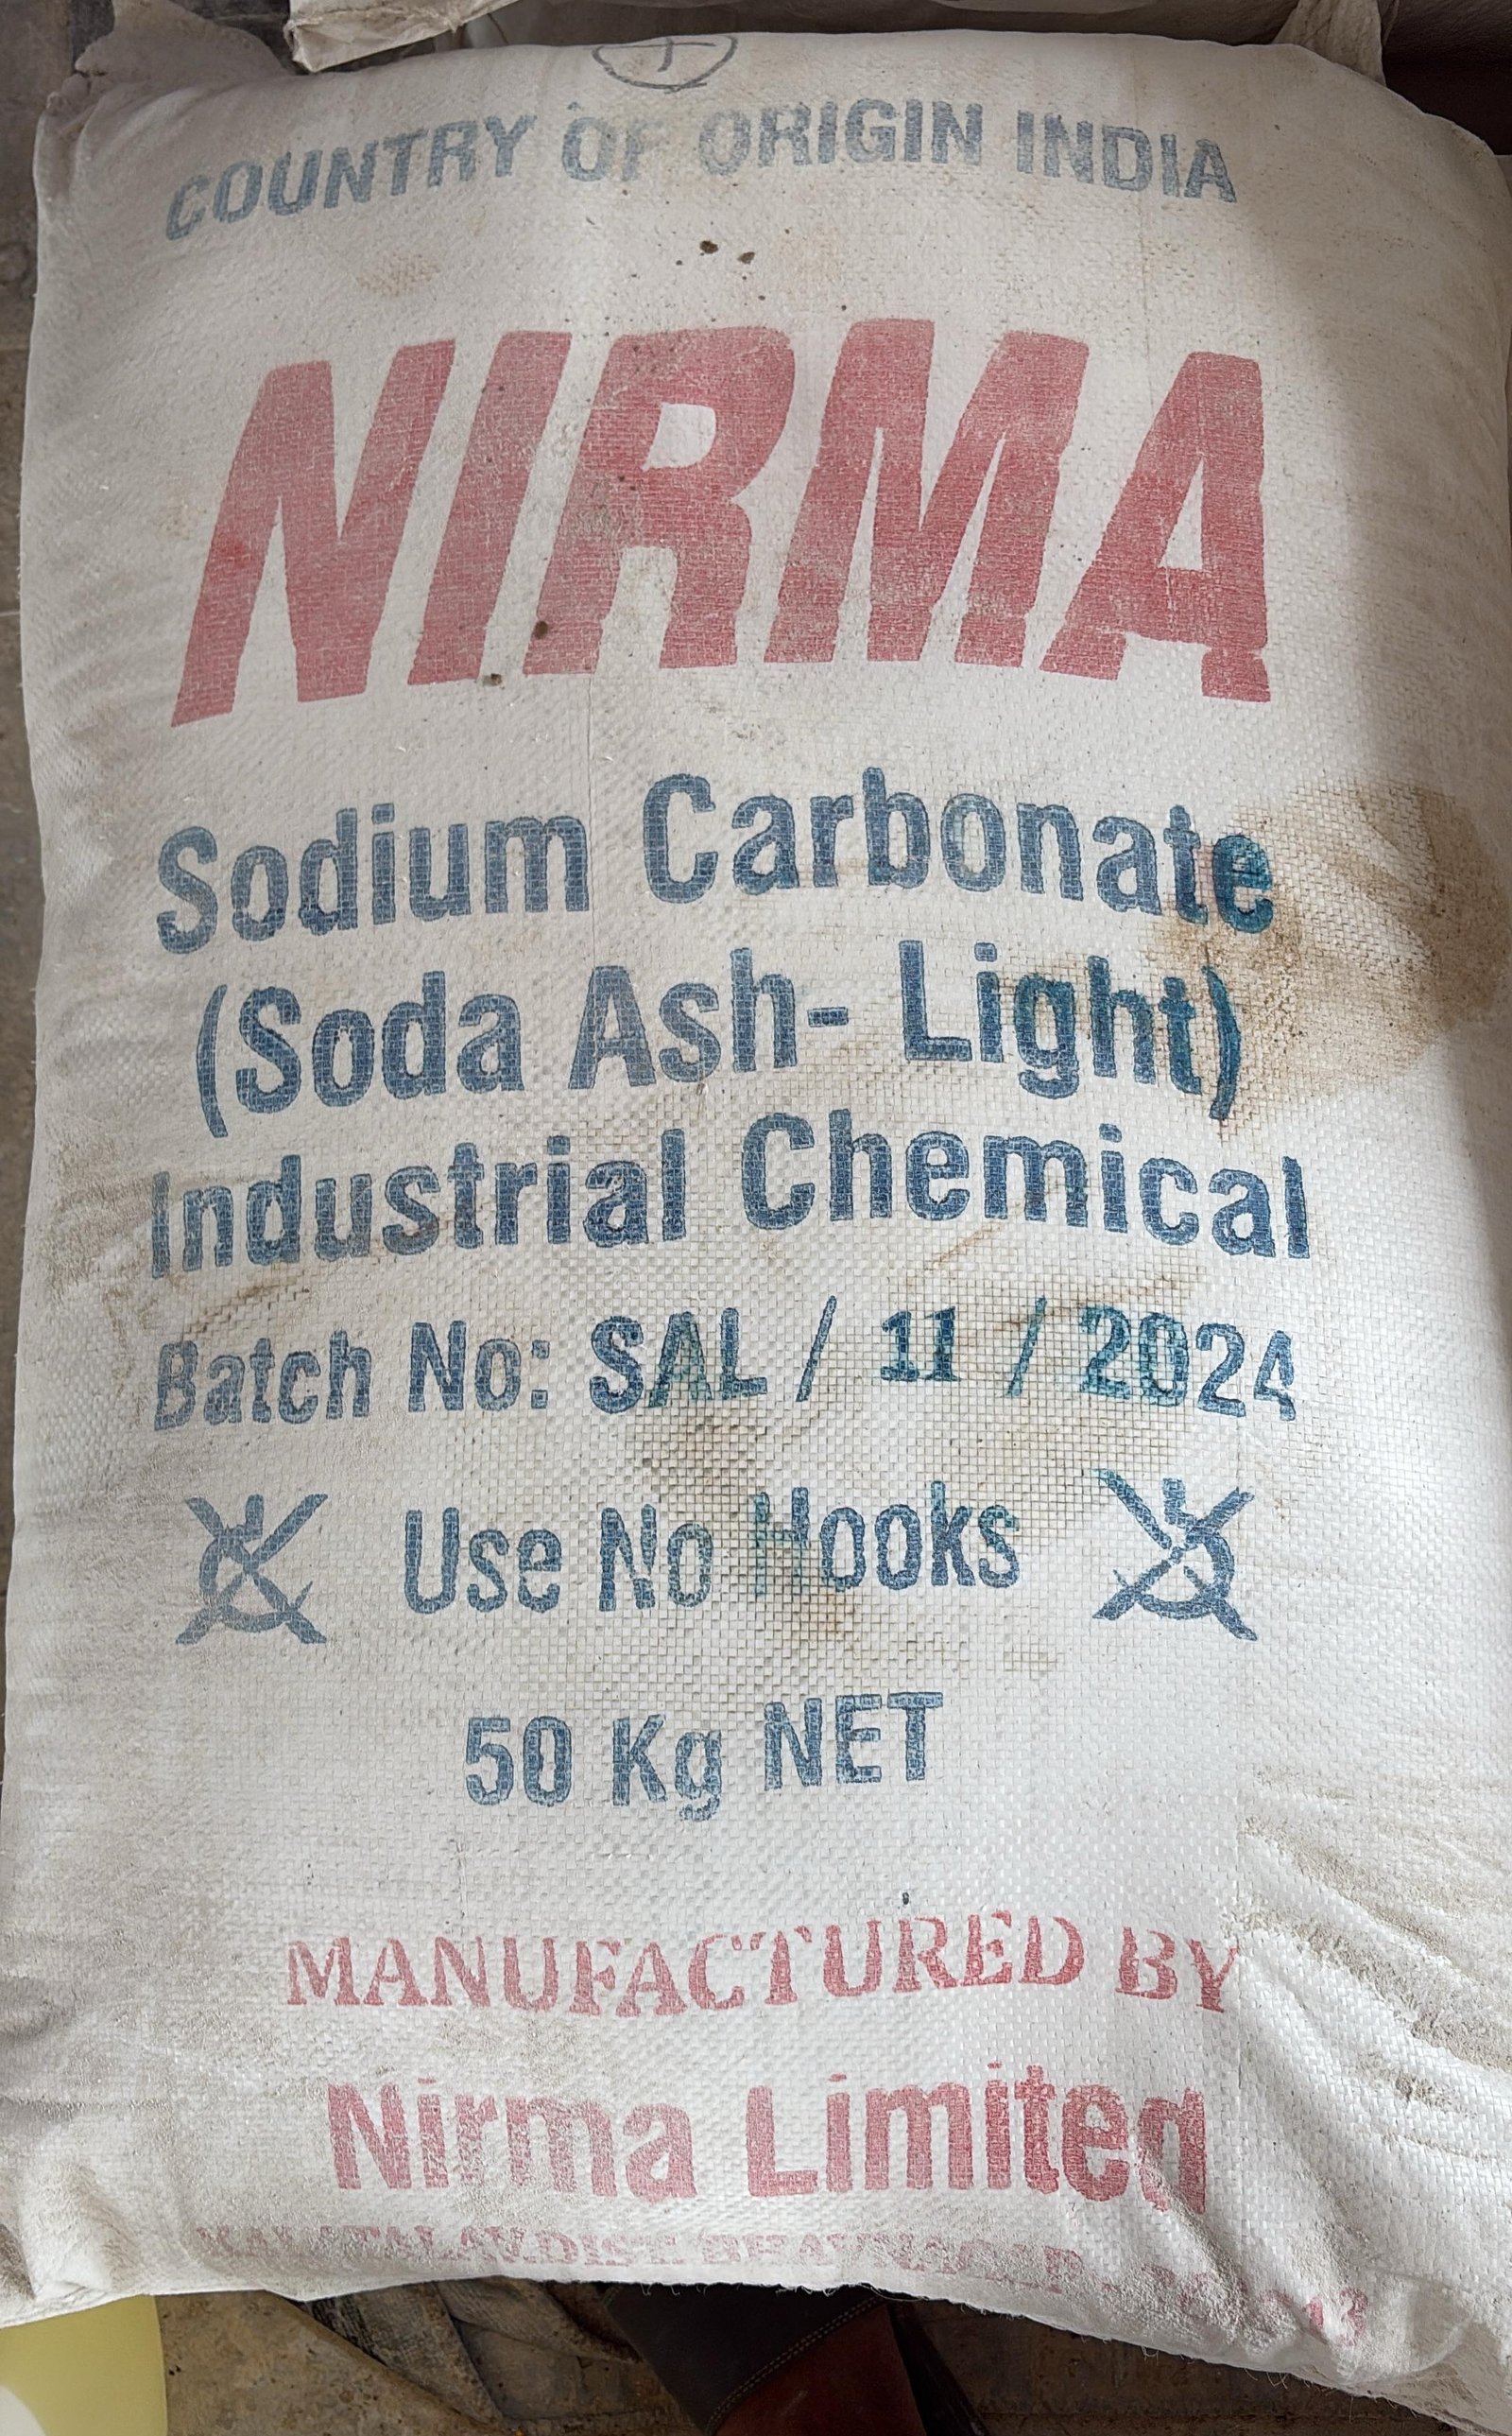 COUNTRY OF ORIGIN INDIA
NIRMA
Sodium Carbonate
(Soda Ash- Light)
Industrial Chemical
Batch No: SAL / 11 / 2024
Use No Hooks
50 Kg NET
MANUFACTURED BY
Nirma Limited